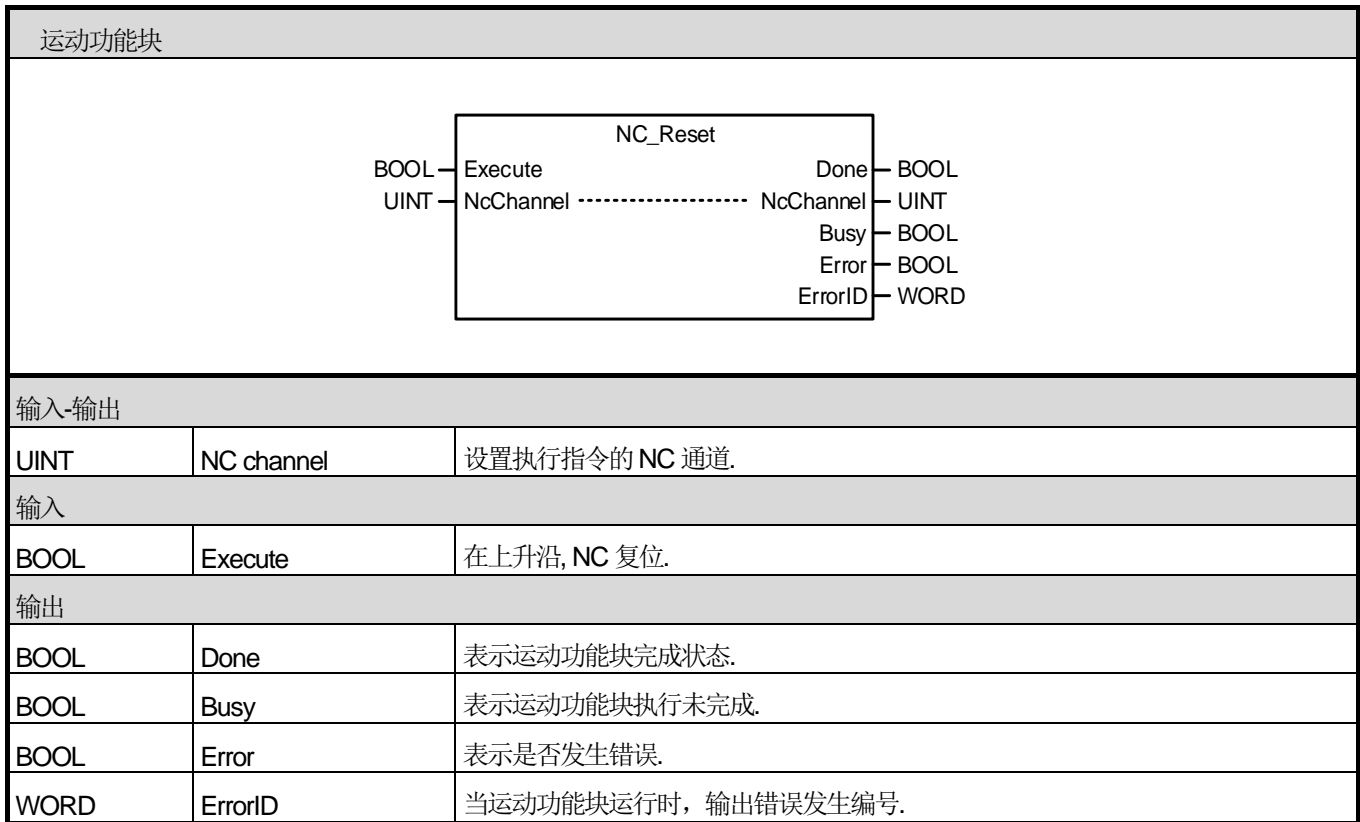 运动功能块
NC_Reset
BOOL Execute Done BOOL
UINT NcChannel NcChannel UINT
Busy BOOL
Error BOOL
ErrorID WORD
输入-输出
UINT NC channel 设置执行指令的 NC 通道.
输入
BOOL Execute 在上升沿, NC 复位.
输出
BOOL Done 表示运动功能块完成状态.
BOOL Busy 表示运动功能块执行未完成.
BOOL Error 表示是否发生错误.
WORD ErrorID 当运动功能块运行时，输出错误发生编号.